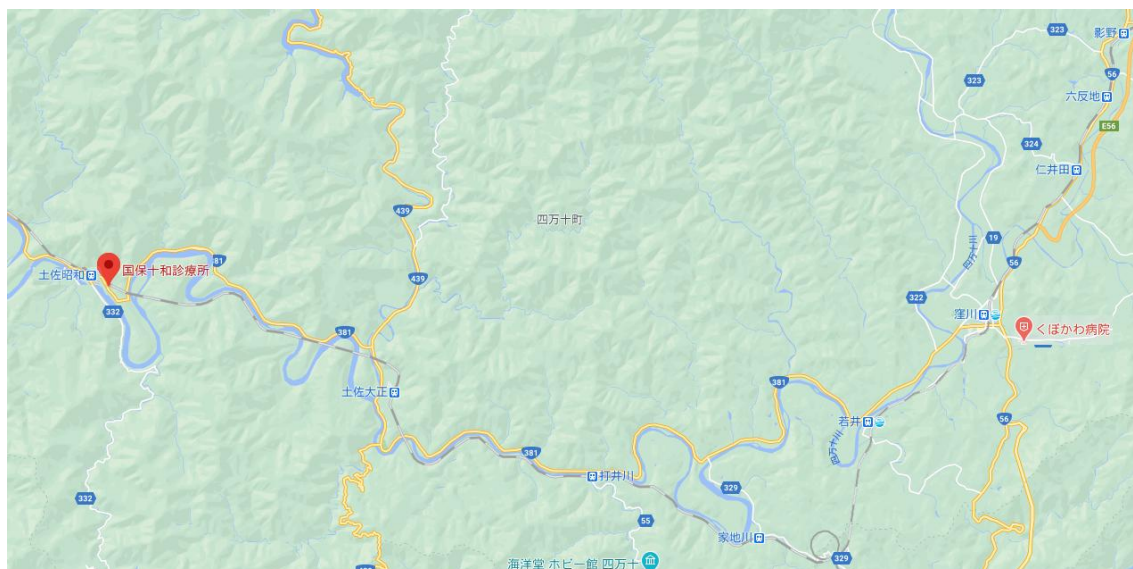 323
影野
323
56
六反地
E56
324
仁井田
439
四万十町
19
四万十川
56
土佐昭和
国保十和診療所
381
439
322
332
窪川
くぼかわ病院
381
土佐大正
381
56
若井
四万十川
381
打井川
329
332
55
家地川
329
海洋堂 ホビー館 四万十